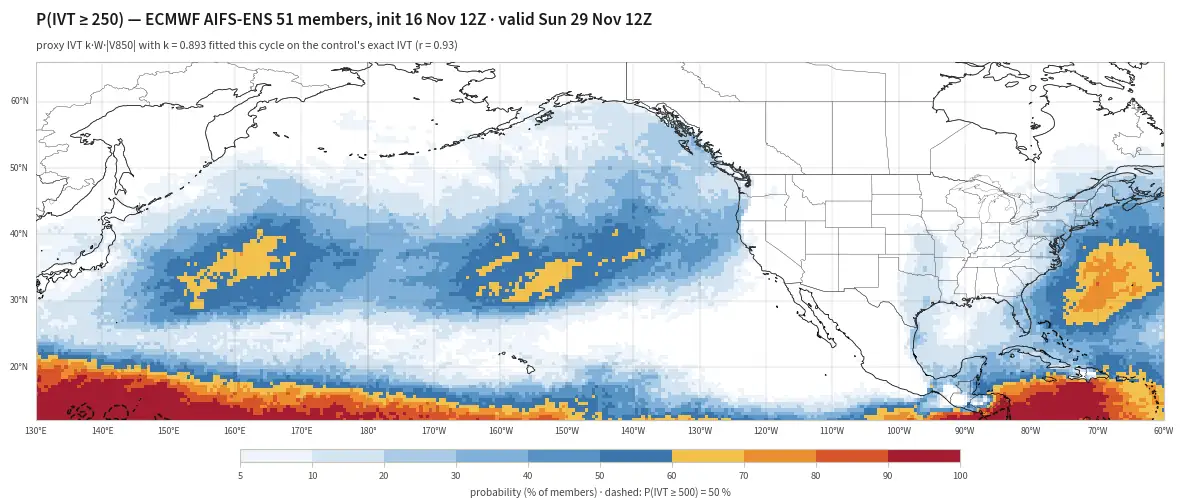 P(IVT ≥ 250) — ECMWF AIFS-ENS 51 members, init 16 Nov 12Z · valid Sun 29 Nov 12Z
proxy IVT k·W·|V850| with k = 0.893 fitted this cycle on the control's exact IVT (r = 0.93)
60°N
50°N
40°N
30°N
20°N
130°E 140°E 150°E 160°E 170°E 180° 170°W 160°W 150°W 140°W 130°W 120°W 110°W 100°W 90°W 80°W 70°W 60°W
5 10 20 30 40 50 60 70 80 90 100
probability (% of members) · dashed: P(IVT ≥ 500) = 50 %